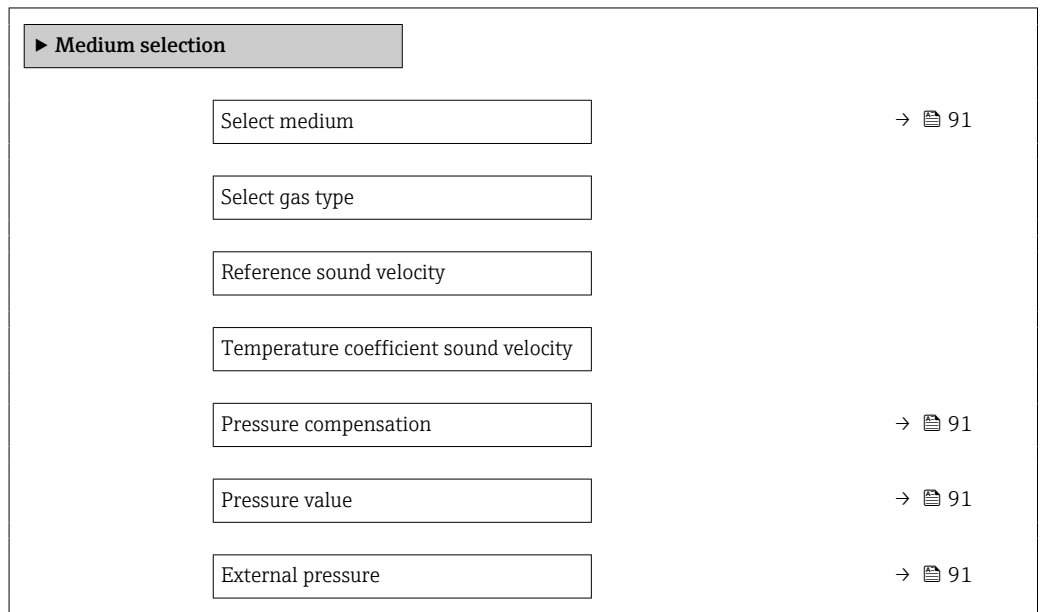 ▶ Medium selection
Select medium → 91
Select gas type
Reference sound velocity
Temperature coefficient sound velocity
Pressure compensation → 91
Pressure value → 91
External pressure → 91